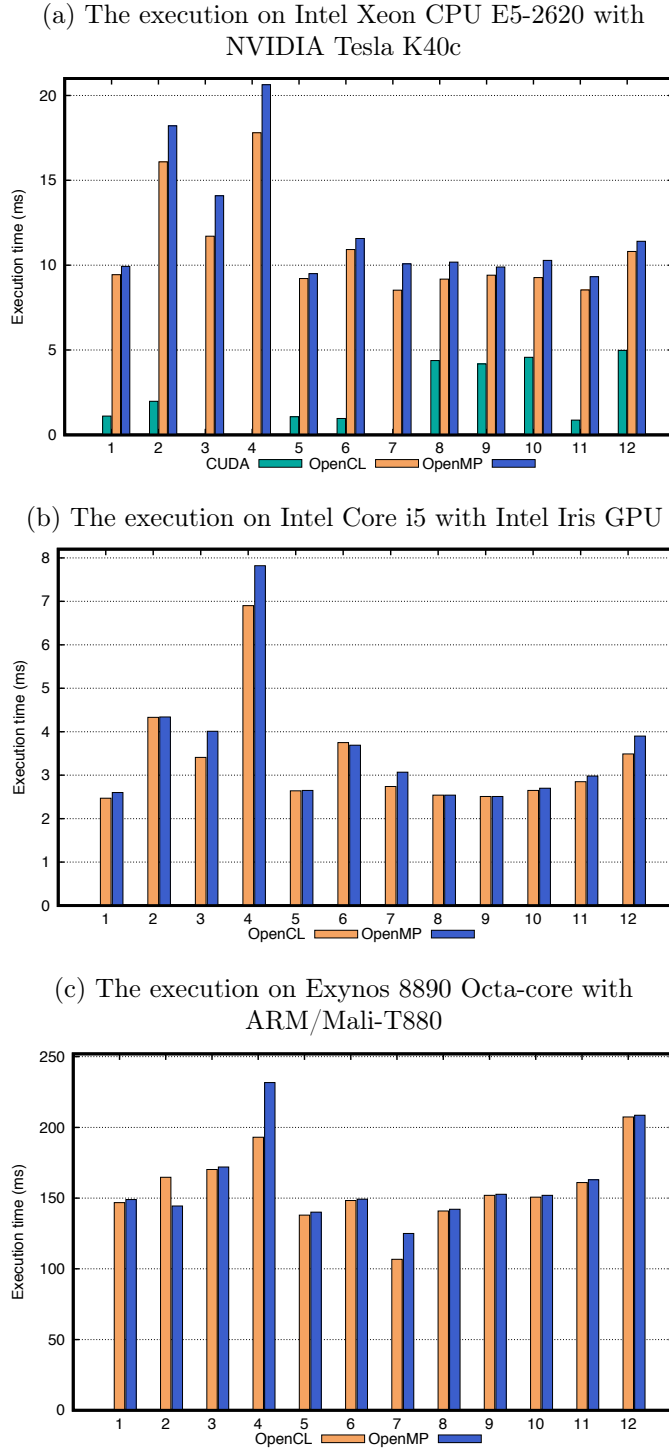 (a) The execution on Intel Xeon CPU E5-2620 with
NVIDIA Tesla K40c
20
15
10
5
0
Execution time (ms)
1 2 3 4 5 6 7 8 9 10 11 12
CUDA OpenCL OpenMP
(b) The execution on Intel Core i5 with Intel Iris GPU
8
7
6
5
4
3
2
1
0
Execution time (ms)
1 2 3 4 5 6 7 8 9 10 11 12
OpenCL OpenMP
(c) The execution on Exynos 8890 Octa-core with
ARM/Mali-T880
250
200
150
100
50
0
Execution time (ms)
1 2 3 4 5 6 7 8 9 10 11 12
OpenCL OpenMP